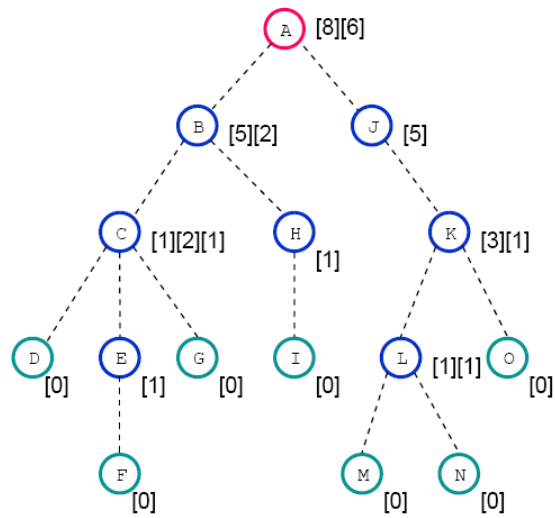 A [8][6]
B [5][2] J [5]
C [1][2][1] H [1] K [3][1]
D [0] E [1] G [0] I [0] L [1][1] O [0]
F [0] M [0] N [0]